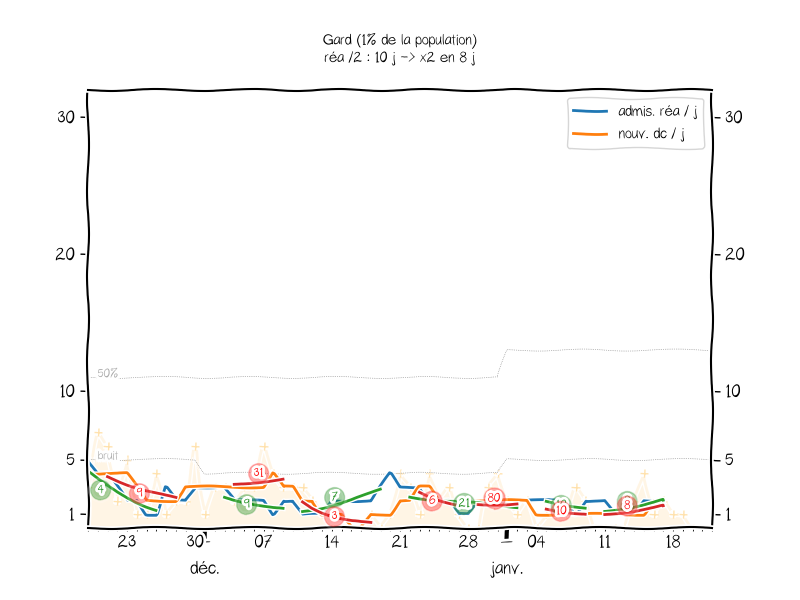 Gard (1% de la population)
réa /2 : 10 j -> x2 en 8 j
admis. réa / j
nouv. dc / j
30 30
20 20
50%
10 10
bruit
5 5
1 1
4 9 9 31 7 3 6 21 80 10 8
23 30 07 14 21 28 04 11 18
déc. janv.